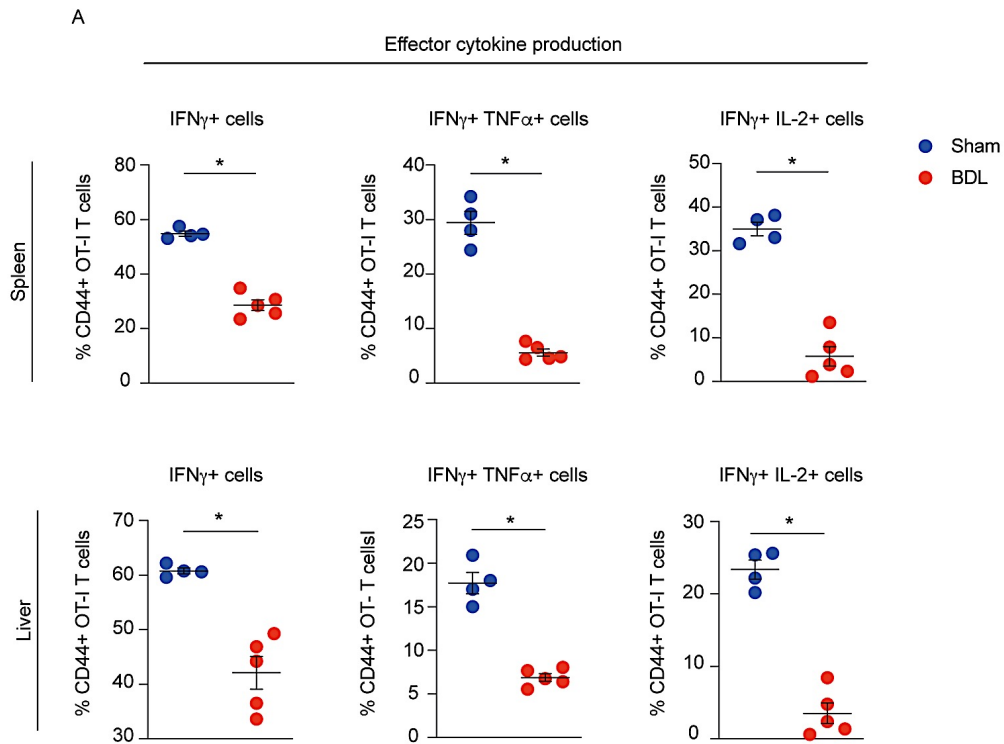 A
Effector cytokine production
IFNγ+ cells
IFNγ+ TNFα+ cells
IFNγ+ IL-2+ cells
Sham
BDL
Spleen
% CD44+ OT-I T cells
80
60
40
20
0
*
% CD44+ OT-I T cells
40
30
20
10
0
*
% CD44+ OT-I T cells
50
40
30
20
10
0
*
IFNγ+ cells
IFNγ+ TNFα+ cells
IFNγ+ IL-2+ cells
Liver
% CD44+ OT-I T cells
70
60
50
40
30
*
% CD44+ OT- T cellsI
25
20
15
10
5
0
*
% CD44+ OT-I T cells
30
20
10
0
*